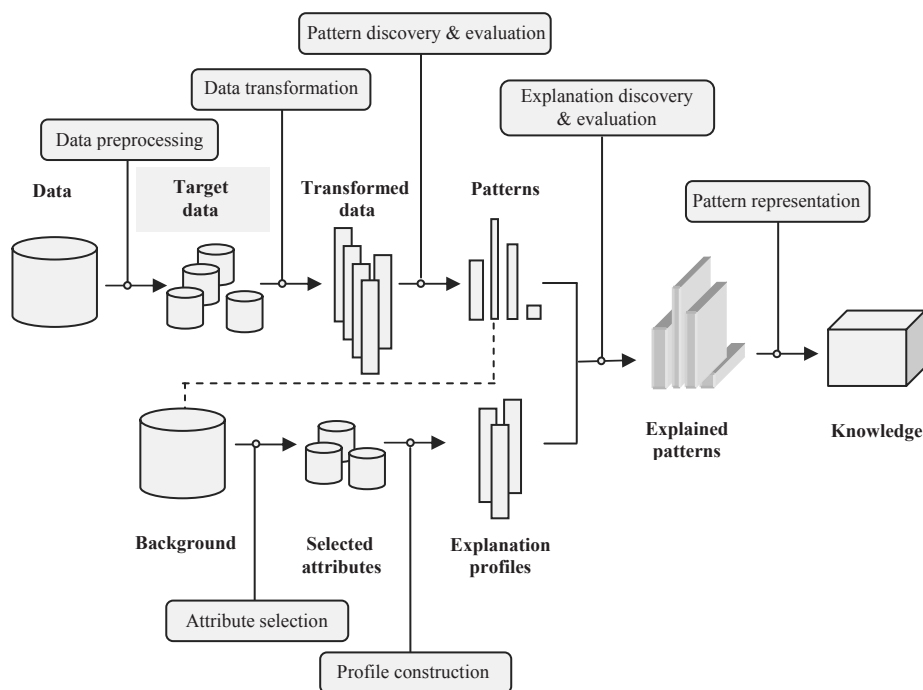 Pattern discovery & evaluation
Data transformation
Explanation discovery
& evaluation
Data preprocessing
Data
Target
data
Transformed
data
Patterns
Pattern representation
Background
Selected
attributes
Explanation
profiles
Explained
patterns
Knowledge
Attribute selection
Profile construction